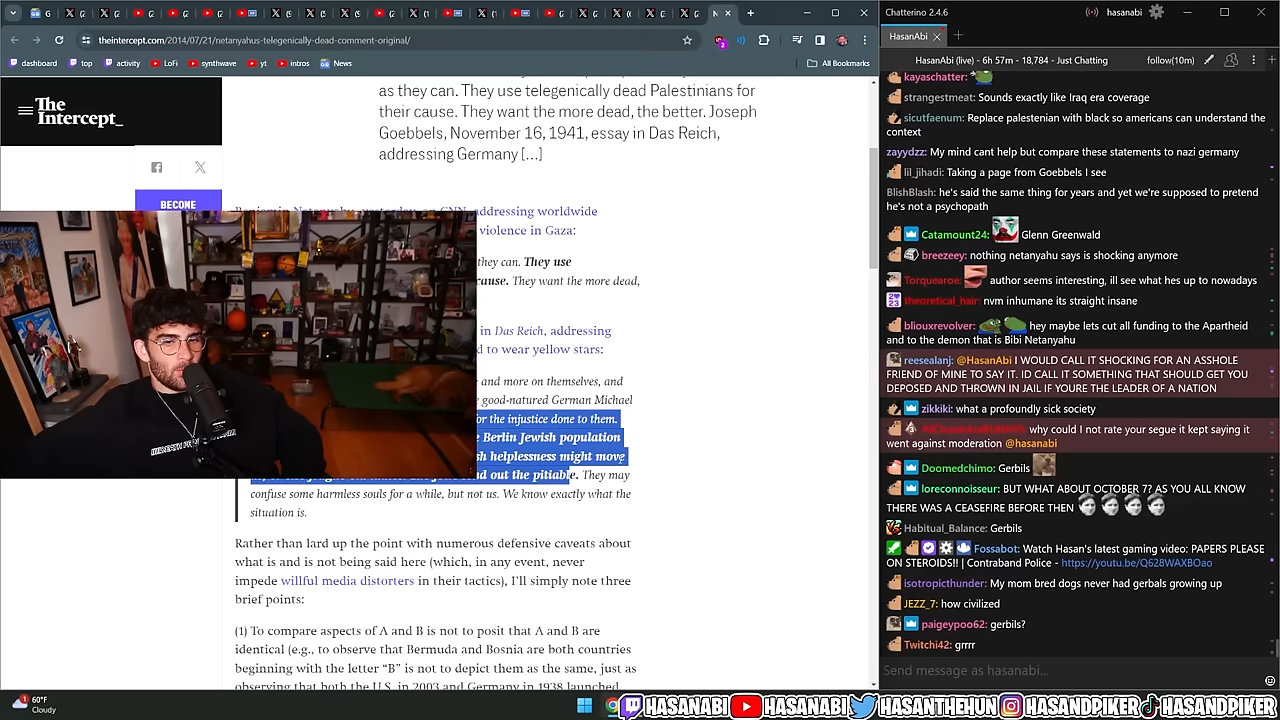 Chatterino 2.4.6
hasanabi
theintercept.com/2014/07/21/netanyahus-telegenically-dead-comment-original/
HasanAbi
dashboard
top
activity
LoFi
synthwave
yt
intros
News
All Bookmarks
HasanAbi (live) - 6h 57m - 18,784 - Just Chatting
follow(10m)
The
Intercept_
BECOME
as they can. They use telegenically dead Palestinians for
their cause. They want the more dead, the better. Joseph
Goebbels, November 16, 1941, essay in Das Reich,
addressing Germany […]
Benjamin Netanyahu, yesterday, on CNN, addressing worldwide
violence in Gaza:
they can. They use
cause. They want the more dead,
in Das Reich, addressing
d to wear yellow stars:
and more on themselves, and
good-natured German Michael
for the injustice done to them.
Berlin Jewish population
sh helplessness might move
nd out the pitiable. They may
confuse some harmless souls for a while, but not us. We know exactly what the
situation is.
Rather than lard up the point with numerous defensive caveats about
what is and is not being said here (which, in any event, never
impede willful media distorters in their tactics), I'll simply note three
brief points:
(1) To compare aspects of A and B is not to posit that A and B are
identical (e.g., to observe that Bermuda and Bosnia are both countries
beginning with the letter “B” is not to depict them as the same, just as
observing that both the U.S. in 2003 and Germany in 1938 launched
kayaschatter:
strangestmeat: Sounds exactly like Iraq era coverage
sicutfaenum: Replace palestenian with black so americans can understand the
context
zayydzz: My mind cant help but compare these statements to nazi germany
lil_jihadi: Taking a page from Goebbels I see
BlishBlash: he's said the same thing for years and yet we're supposed to pretend
he's not a psychopath
Catamount24: Glenn Greenwald
breezeey: nothing netanyahu says is shocking anymore
Torquearoe: author seems interesting, ill see what hes up to nowadays
theoretical_hair: nvm inhumane its straight insane
bliouxrevolver: hey maybe lets cut all funding to the Apartheid
and to the demon that is Bibi Netanyahu
reesealanj: @HasanAbi I WOULD CALL IT SHOCKING FOR AN ASSHOLE
FRIEND OF MINE TO SAY IT. ID CALL IT SOMETHING THAT SHOULD GET YOU
DEPOSED AND THROWN IN JAIL IF YOURE THE LEADER OF A NATION
zikkiki: what a profoundly sick society
why could I not rate your segue it kept saying it
went against moderation @hasanabi
Doomedchimo: Gerbils
loreconnoisseur: BUT WHAT ABOUT OCTOBER 7? AS YOU ALL KNOW
THERE WAS A CEASEFIRE BEFORE THEN
Habitual_Balance: Gerbils
Fossabot: Watch Hasan's latest gaming video: PAPERS PLEASE
ON STEROIDS!! | Contraband Police - https://youtu.be/Q628WAXBOao
isotropicthunder: My mom bred dogs never had gerbals growing up
JEZZ_7: how civilized
paigeypoo62: gerbils?
Twitchi42: grrrr
Send message as hasanabi...
60°F
Cloudy
HASANABI
HASANABI
HASANTHEHUN
HASANDPIKER
HASANDPIKER